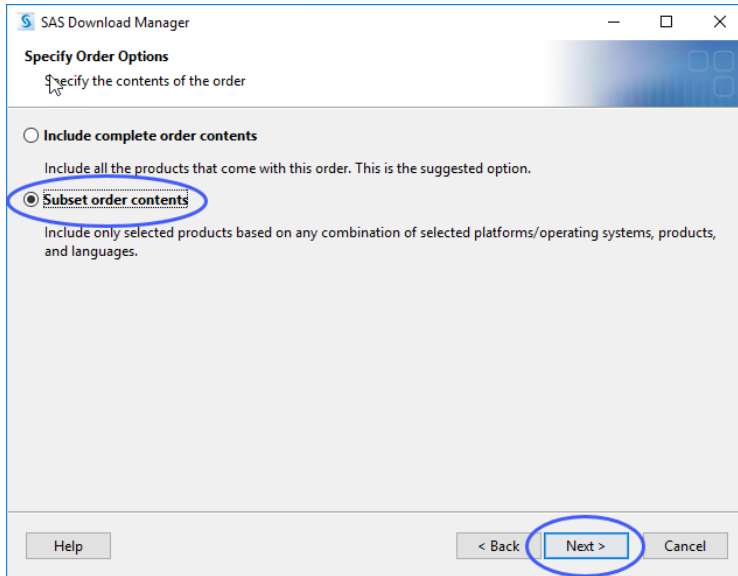 SAS Download Manager
Specify Order Options
Specify the contents of the order
Include complete order contents
Include all the products that come with this order. This is the suggested option.
Subset order contents
Include only selected products based on any combination of selected platforms/operating systems, products,
and languages.
Help
< Back
Next >
Cancel